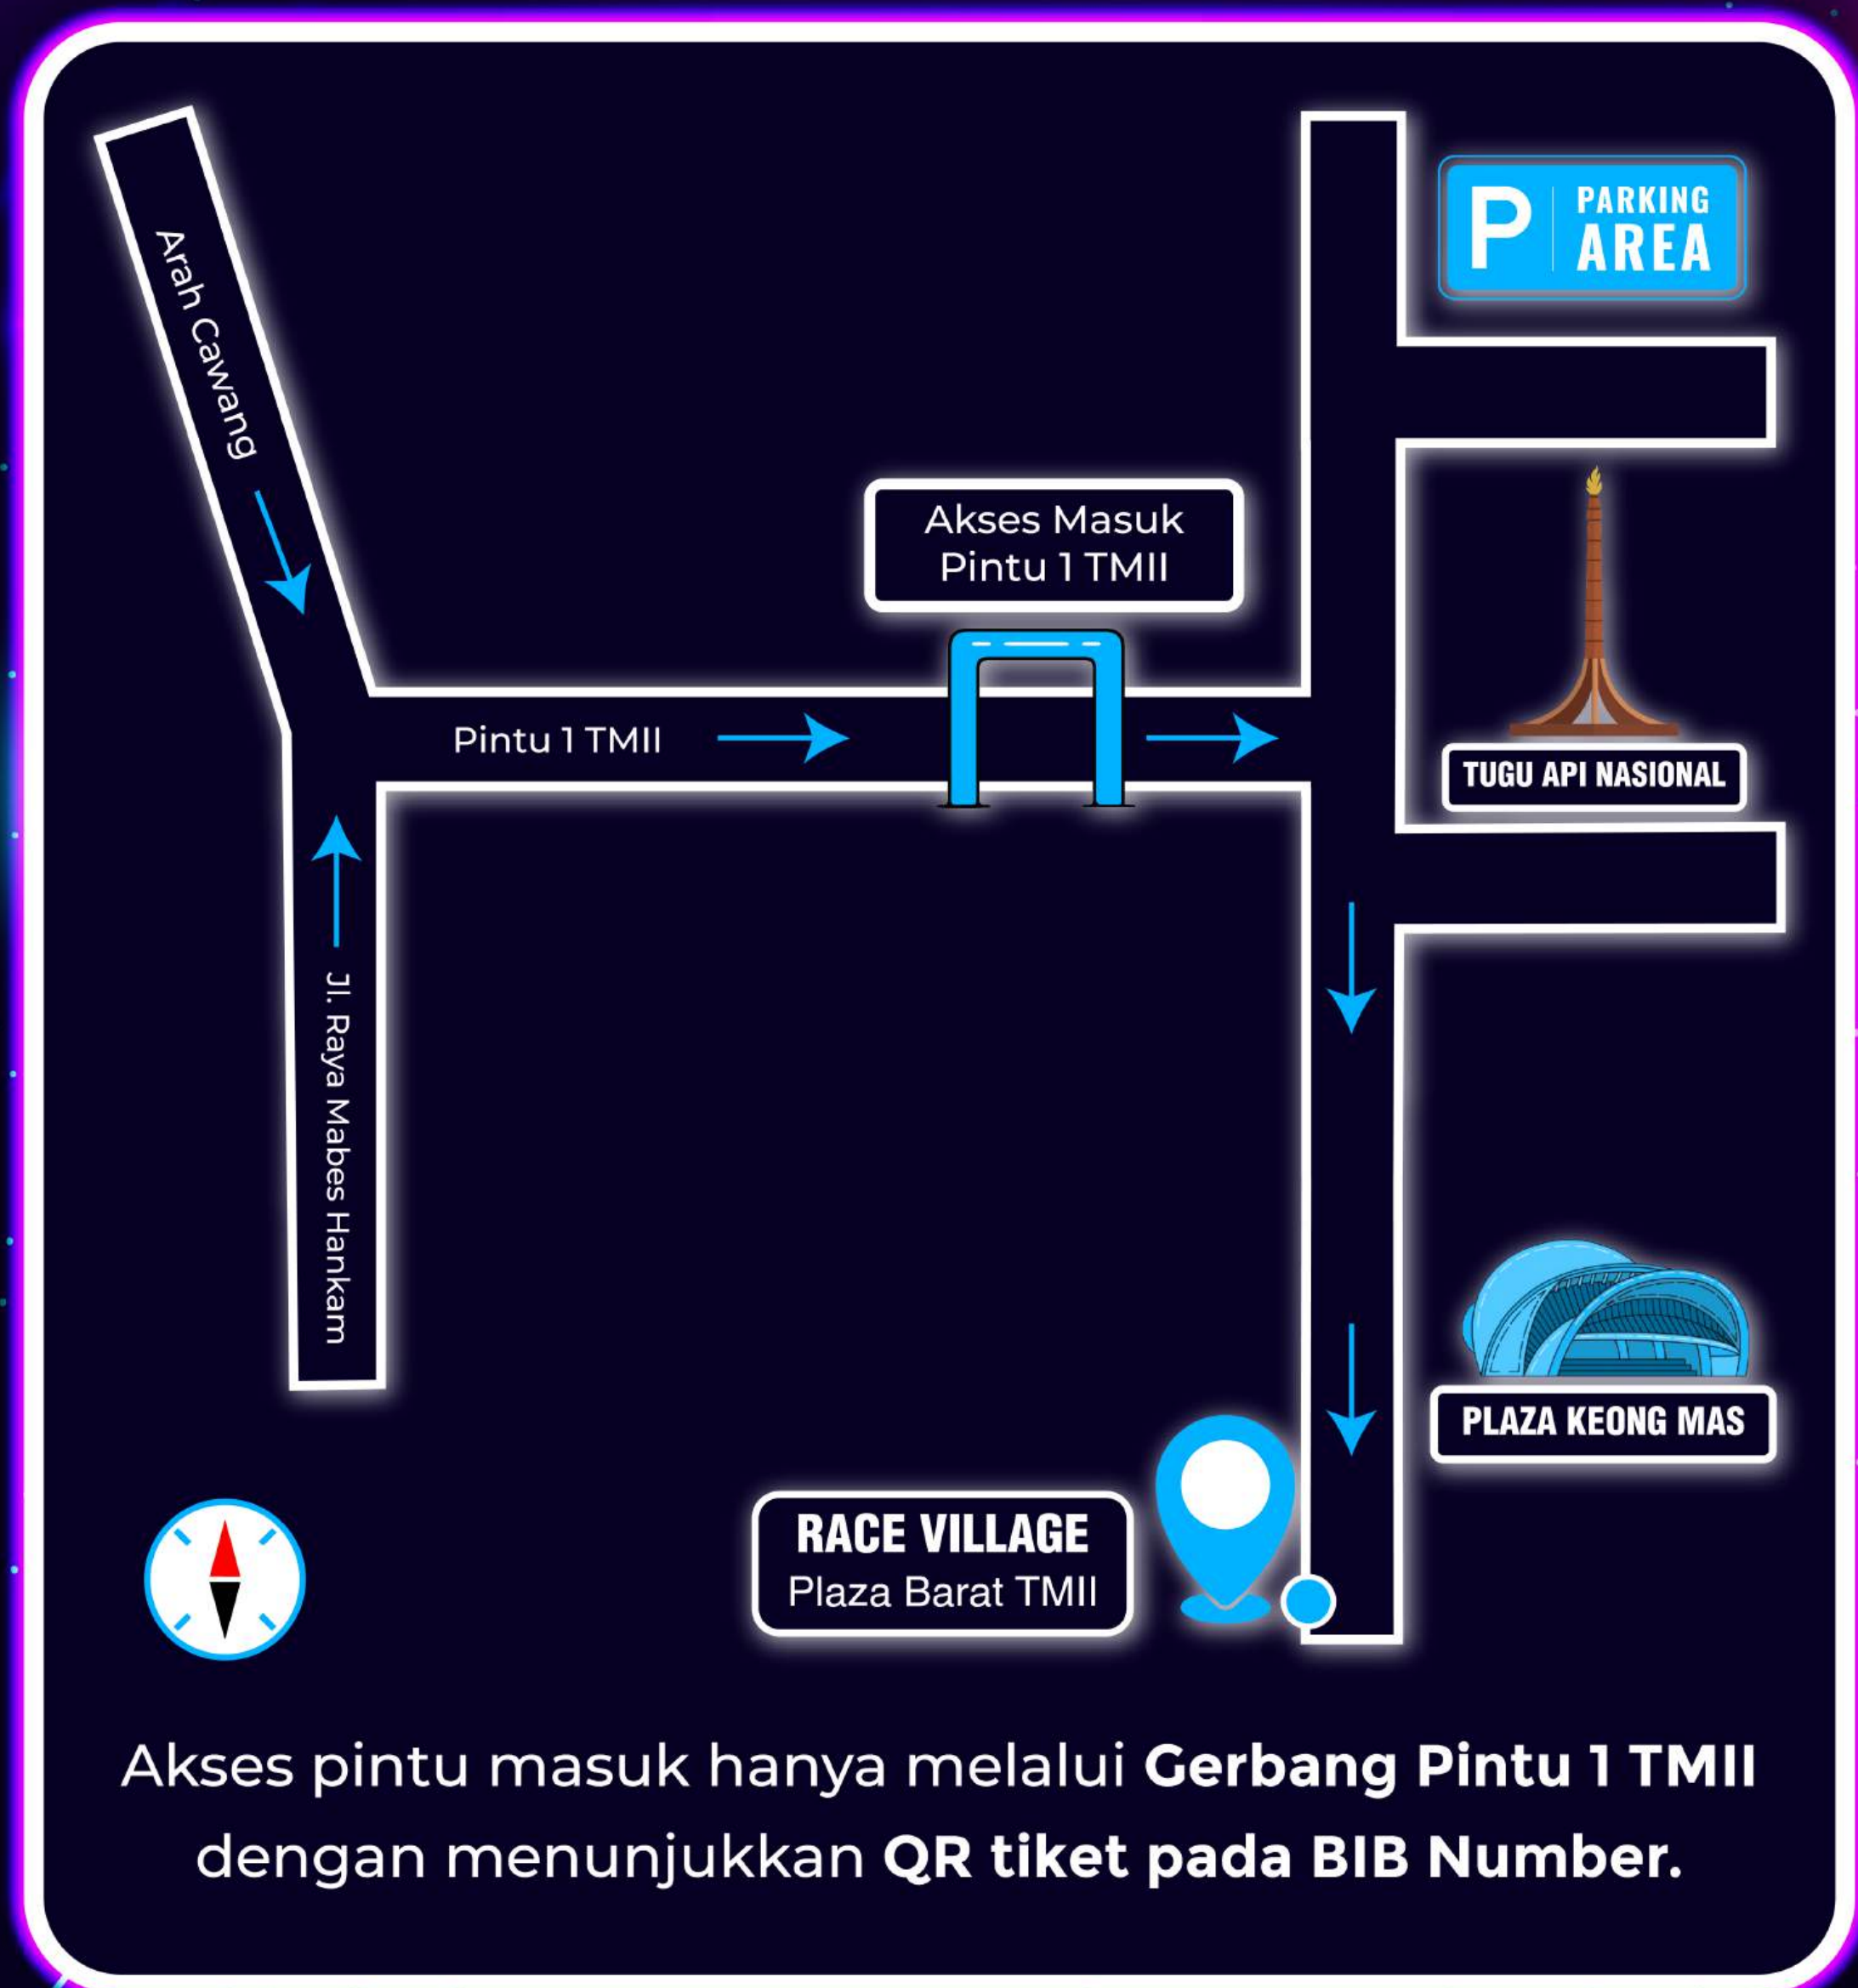 Arah Cawang
P
PARKING
AREA
Akses Masuk
Pintu 1 TMII
Pintu 1 TMII
TUGU API NASIONAL
Jl. Raya Mabes Hankam
PLAZA KEONG MAS
RACE VILLAGE
Plaza Barat TMII
Akses pintu masuk hanya melalui Gerbang Pintu 1 TMII
dengan menunjukkan QR tiket pada BIB Number.